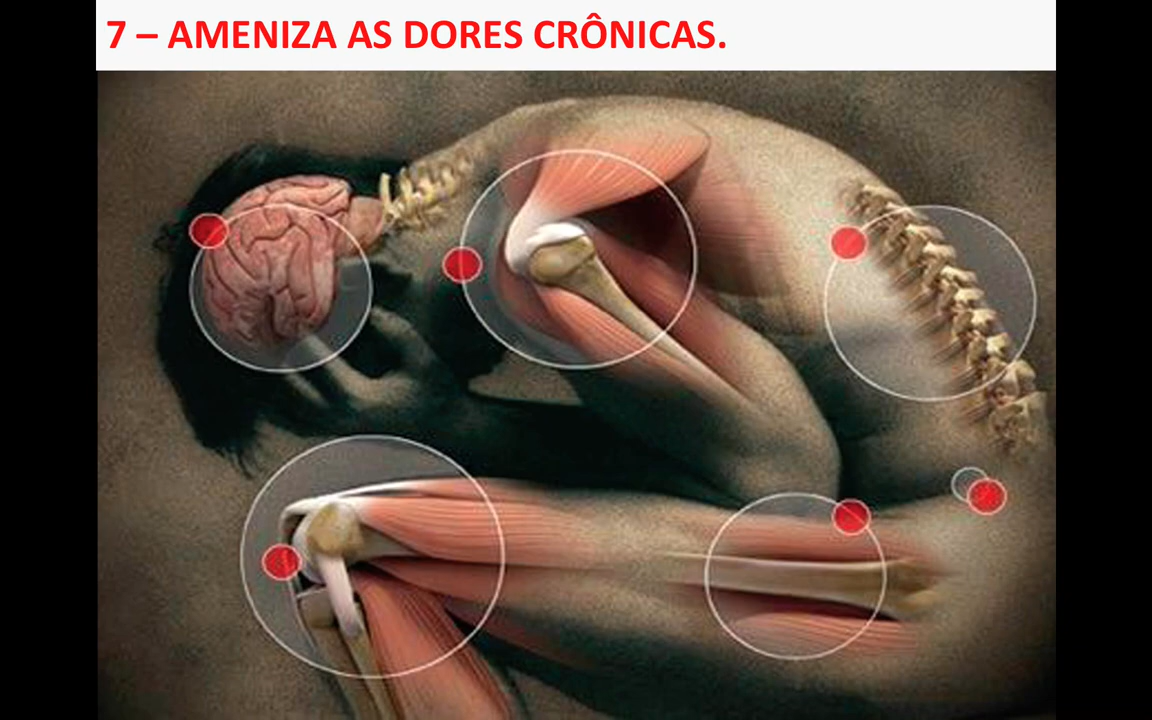 7 – AMENIZA AS DORES CRÔNICAS.